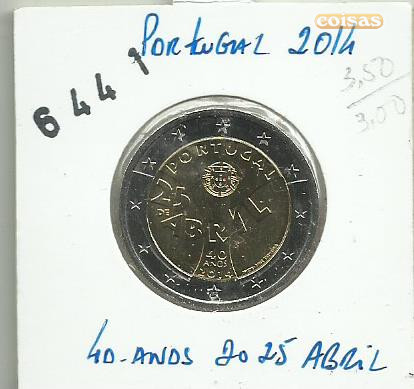 coisas
PORTUGAL 2014
644
3,50
3,00
PORTUGAL
25
DE
ABRIL
40
ANOS
2014
40-ANOS DO 25 ABRIL